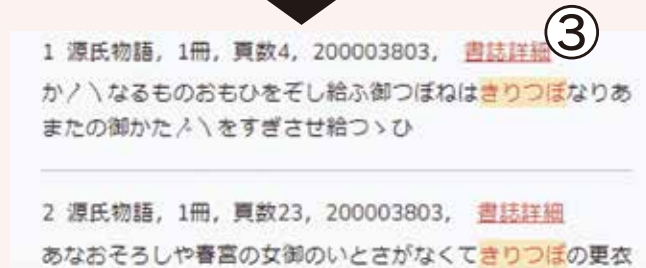 ③
1 源氏物語, 1冊, 頁数4, 200003803, 書誌詳細
か〳〵なるものおもひをぞし給ふ御つぼねはきりつぼなりあ
またの御かた〴〵をすぎさせ給つゝひ
2 源氏物語, 1冊, 頁数23, 200003803, 書誌詳細
あなおそろしや春宮の女御のいとさがなくてきりつぼの更衣